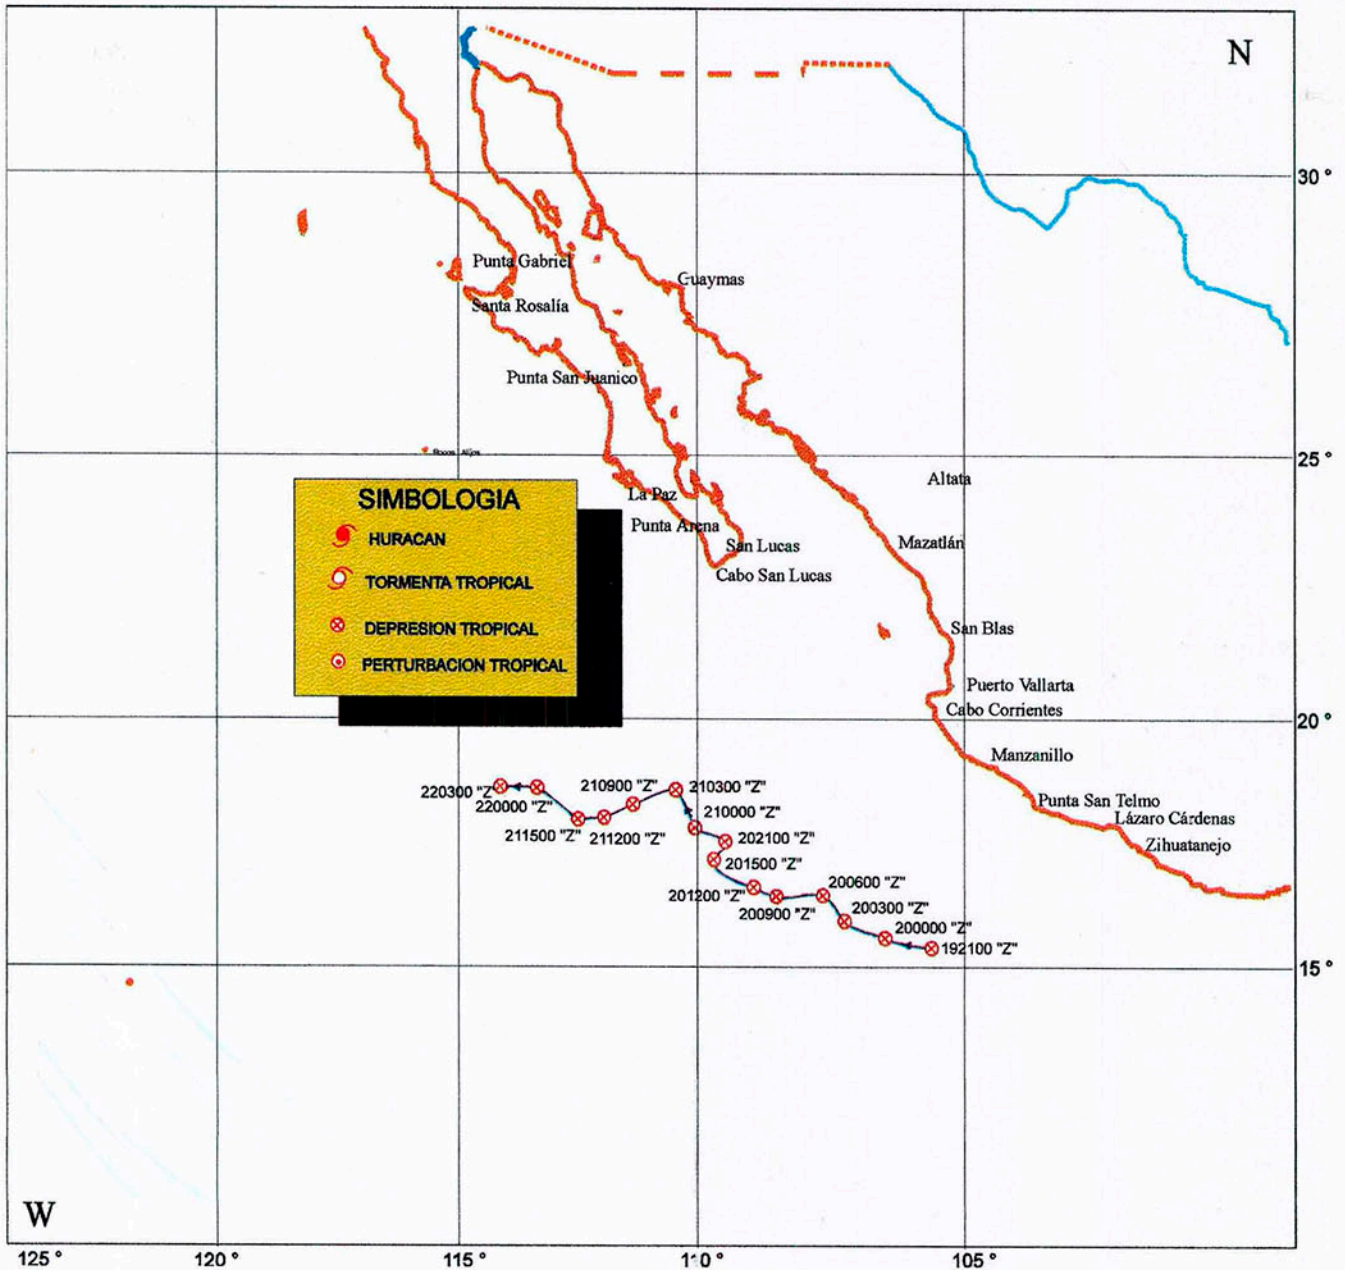 N
30 °
Punta Gabriel
Guaymas
Santa Rosalía
Punta San Juanico
Rocas Alijos
25 °
Altata
SIMBOLOGIA
HURACAN
TORMENTA TROPICAL
DEPRESION TROPICAL
PERTURBACION TROPICAL
La Paz
Punta Arena
Mazatlán
San Lucas
Cabo San Lucas
San Blas
Puerto Vallarta
Cabo Corrientes
20 °
Manzanillo
Punta San Telmo
Lázaro Cárdenas
Zihuatanejo
220300 "Z"
220000 "Z"
211500 "Z"
211200 "Z"
210900 "Z"
210300 "Z"
210000 "Z"
202100 "Z"
201500 "Z"
201200 "Z"
200900 "Z"
200600 "Z"
200300 "Z"
200000 "Z"
192100 "Z"
15 °
W
125 °
120 °
115 °
110 °
105 °